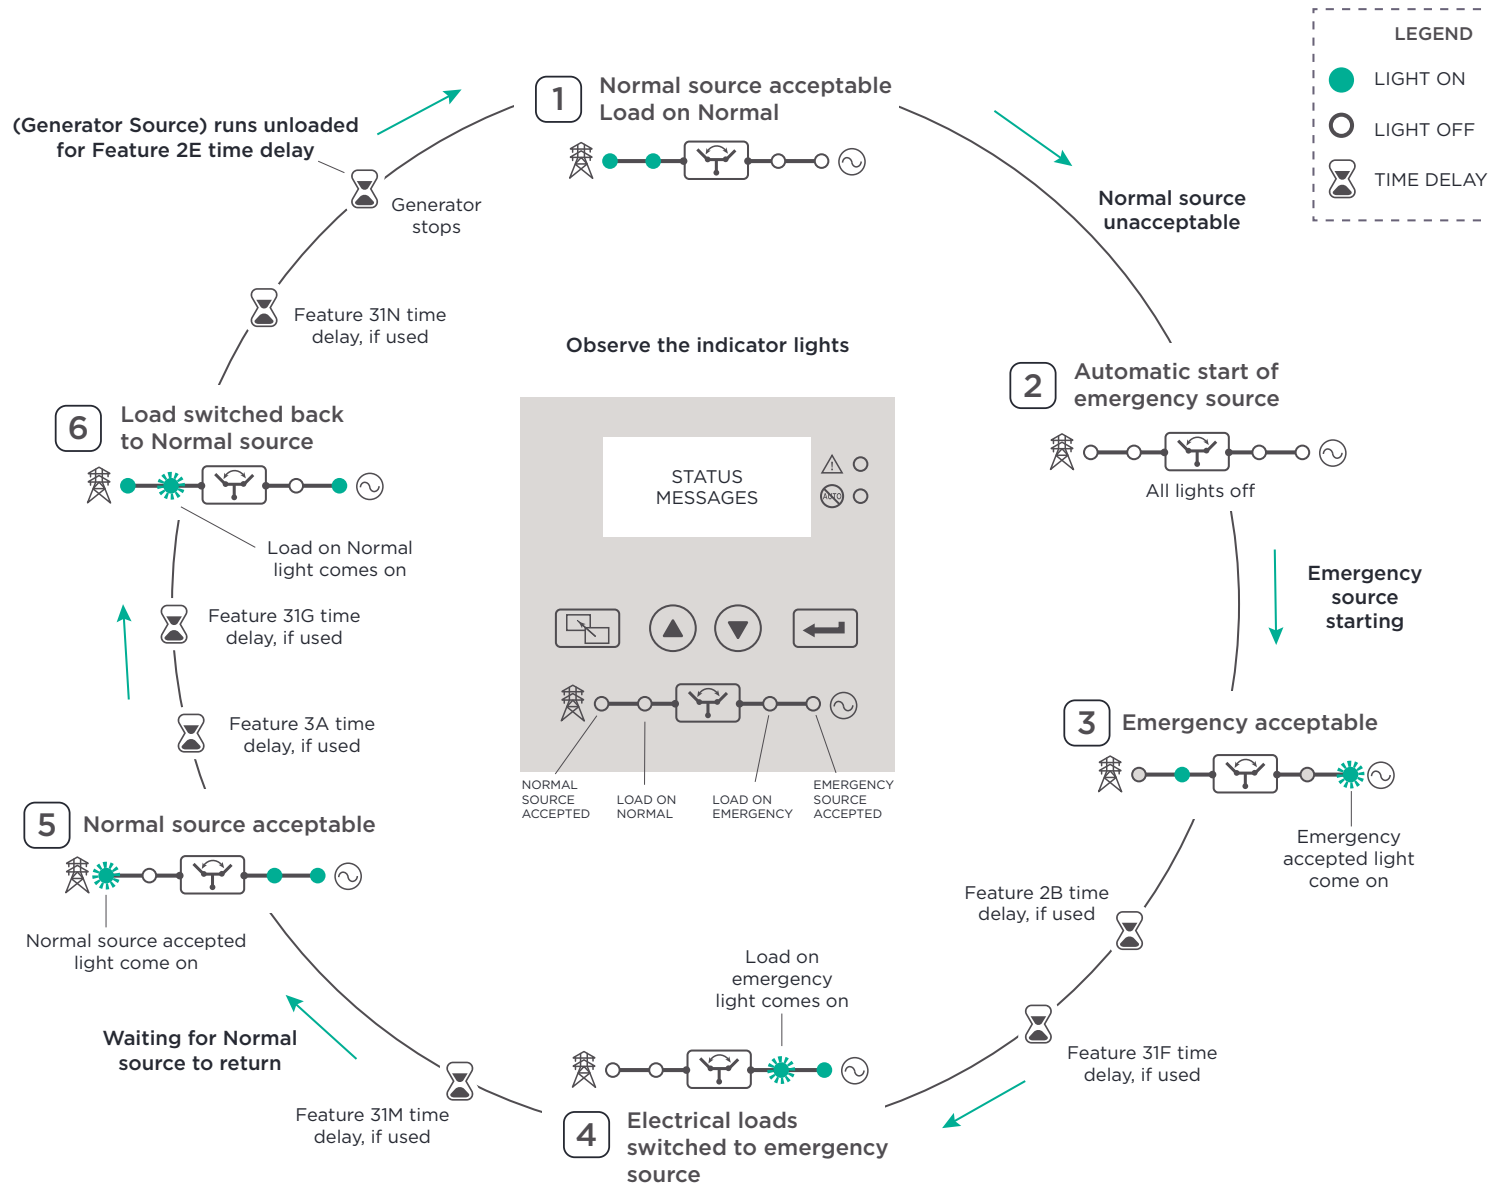 LEGEND
LIGHT ON
LIGHT OFF
TIME DELAY
1
Normal source acceptable
Load on Normal
Normal source
unacceptable
2
Automatic start of
emergency source
All lights off
Emergency
source
starting
3
Emergency acceptable
Emergency
accepted light
come on
Feature 2B time
delay, if used
Feature 31F time
delay, if used
Load on
emergency
light comes on
4
Electrical loads
switched to emergency
source
Feature 31M time
delay, if used
Waiting for Normal
source to return
5
Normal source acceptable
Normal source accepted
light come on
Feature 3A time
delay, if used
Feature 31G time
delay, if used
6
Load switched back
to Normal source
Load on Normal
light comes on
Feature 31N time
delay, if used
(Generator Source) runs unloaded
for Feature 2E time delay
Generator
stops
Observe the indicator lights
STATUS
MESSAGES
AUTO
NORMAL
SOURCE
ACCEPTED
LOAD ON
NORMAL
LOAD ON
EMERGENCY
EMERGENCY
SOURCE
ACCEPTED